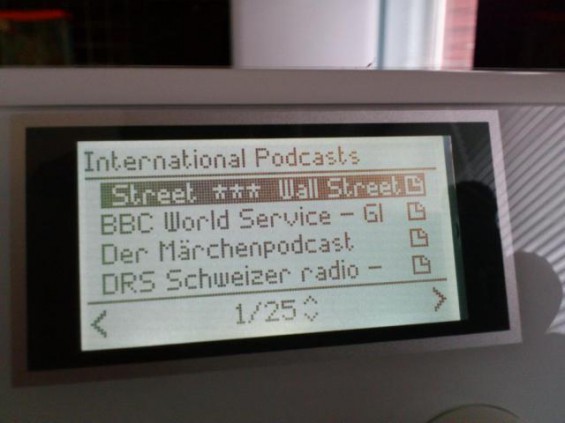 International Podcasts
Street *** Wall Street
BBC World Service - Gl
Der Märchenpodcast
DRS Schweizer radio -
< 1/25 >